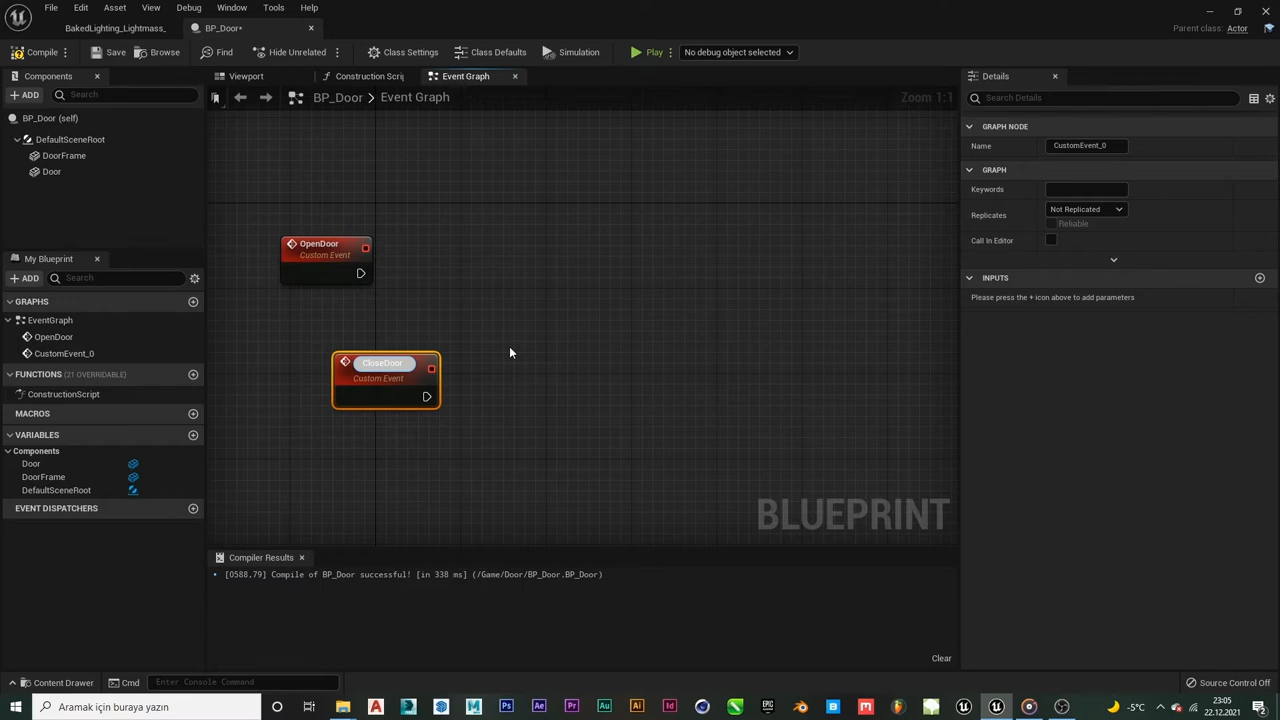 File Edit Asset View Debug Window Tools Help
BakedLighting_Lightmass_ BP_Door*
Parent class: Actor
Compile Save Browse Find Hide Unrelated Class Settings Class Defaults Simulation Play No debug object selected
Components
ADD Search
BP_Door (self)
DefaultSceneRoot
DoorFrame
Door
My Blueprint
ADD Search
GRAPHS
EventGraph
OpenDoor
CustomEvent_0
FUNCTIONS (21 OVERRIDABLE)
ConstructionScript
MACROS
VARIABLES
Components
Door
DoorFrame
DefaultSceneRoot
EVENT DISPATCHERS
Viewport Construction Scrip Event Graph
BP_Door > Event Graph
Zoom 1:1
OpenDoor
Custom Event
CloseDoor
Custom Event
BLUEPRINT
Compiler Results
[0588,79] Compile of BP_Door successful! [in 338 ms] (/Game/Door/BP_Door.BP_Door)
Clear
Details
Search Details
GRAPH NODE
Name CustomEvent_0
GRAPH
Keywords
Replicates Not Replicated
Reliable
Call In Editor
INPUTS
Please press the + icon above to add parameters
Content Drawer Cmd Enter Console Command
Source Control Off
Aramak için buraya yazın
-5°C
23:05
22.12.2021